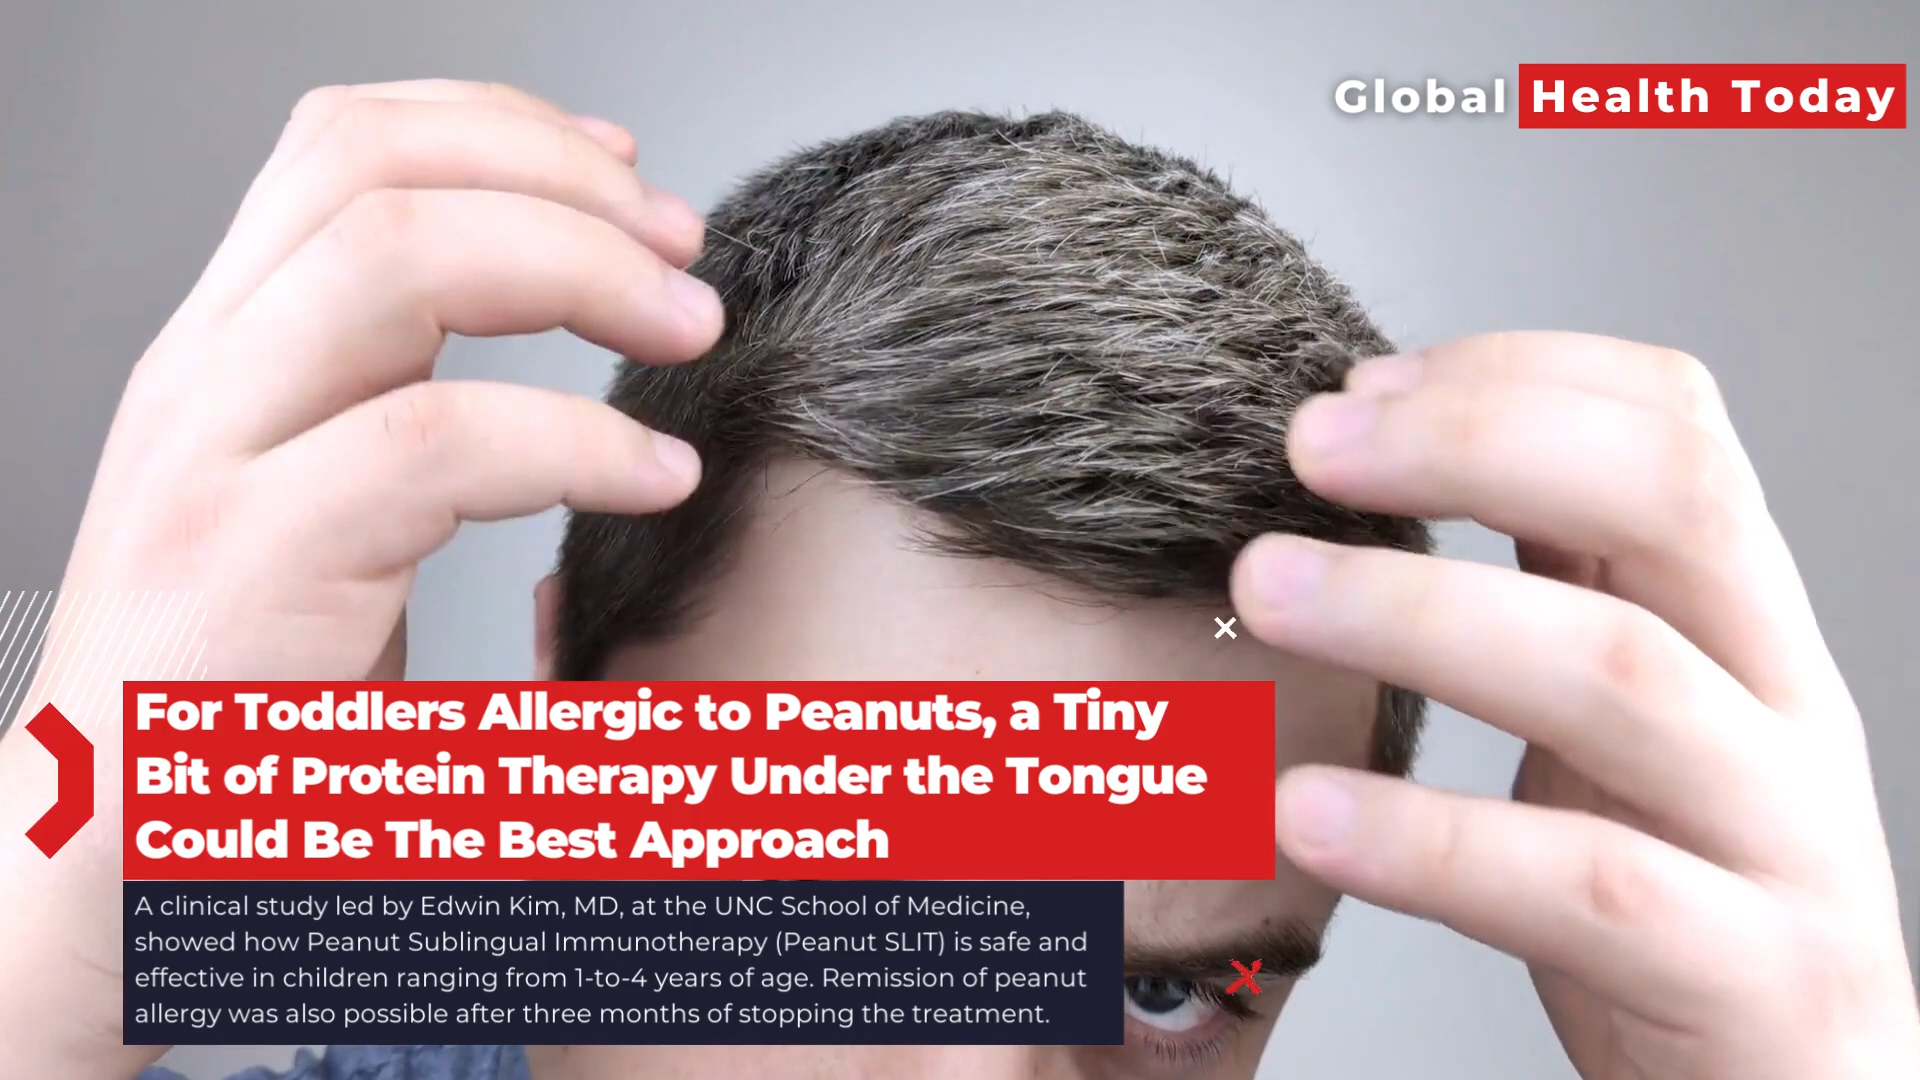 Global Health Today
For Toddlers Allergic to Peanuts, a Tiny
Bit of Protein Therapy Under the Tongue
Could Be The Best Approach
A clinical study led by Edwin Kim, MD, at the UNC School of Medicine,
showed how Peanut Sublingual Immunotherapy (Peanut SLIT) is safe and
effective in children ranging from 1-to-4 years of age. Remission of peanut
allergy was also possible after three months of stopping the treatment.